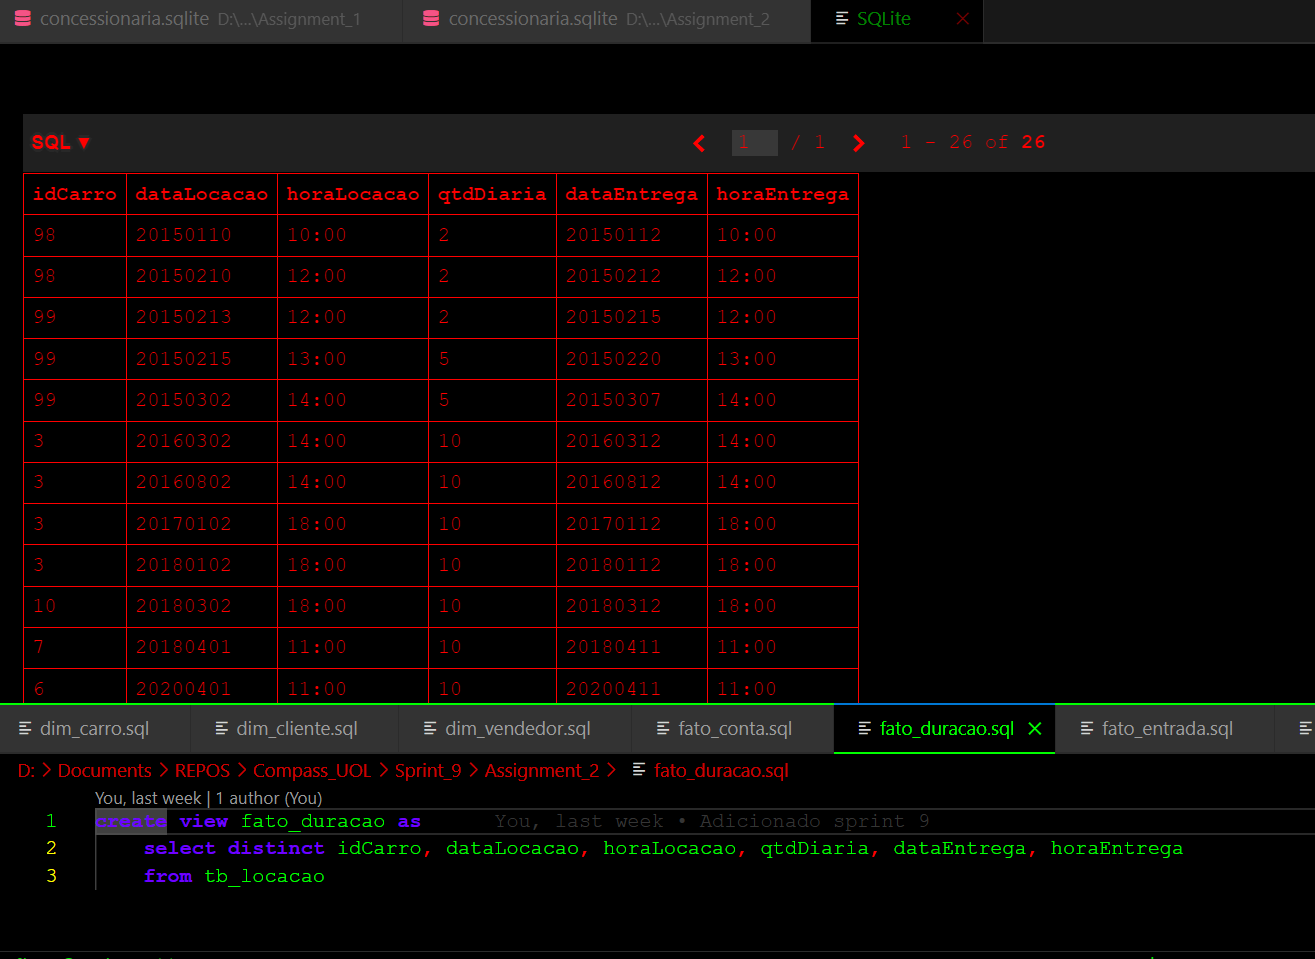 concessionaria.sqlite D:\...\Assignment_1 concessionaria.sqlite D:\...\Assignment_2 SQLite
SQL ▼ 1 / 1 1 - 26 of 26
idCarro dataLocacao horaLocacao qtdDiaria dataEntrega horaEntrega
98 20150110 10:00 2 20150112 10:00
98 20150210 12:00 2 20150212 12:00
99 20150213 12:00 2 20150215 12:00
99 20150215 13:00 5 20150220 13:00
99 20150302 14:00 5 20150307 14:00
3 20160302 14:00 10 20160312 14:00
3 20160802 14:00 10 20160812 14:00
3 20170102 18:00 10 20170112 18:00
3 20180102 18:00 10 20180112 18:00
10 20180302 18:00 10 20180312 18:00
7 20180401 11:00 10 20180411 11:00
6 20200401 11:00 10 20200411 11:00
dim_carro.sql dim_cliente.sql dim_vendedor.sql fato_conta.sql fato_duracao.sql fato_entrada.sql
D: > Documents > REPOS > Compass_UOL > Sprint_9 > Assignment_2 > fato_duracao.sql
You, last week | 1 author (You)
1 create view fato_duracao as You, last week • Adicionado sprint 9
2 select distinct idCarro, dataLocacao, horaLocacao, qtdDiaria, dataEntrega, horaEntrega
3 from tb_locacao